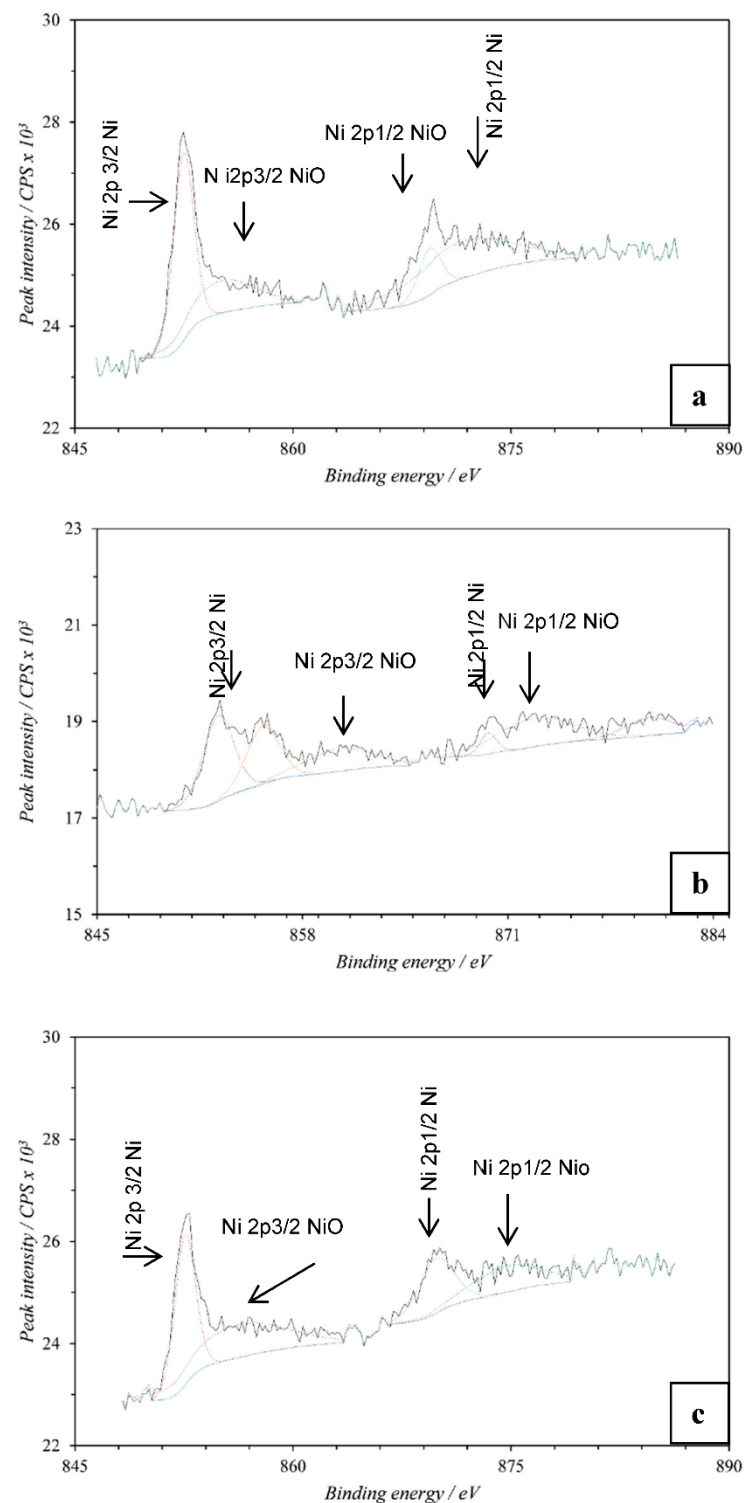 30
28
26
24
22
Peak intensity / CPS x 10³
Ni 2p 3/2 Ni
N i2p3/2 NiO
Ni 2p1/2 NiO
Ni 2p1/2 Ni
a
845
860
875
890
Binding energy / eV
23
21
19
17
15
Peak intensity / CPS x 10³
Ni 2p3/2 Ni
Ni 2p3/2 NiO
Ni 2p1/2 Ni
Ni 2p1/2 NiO
b
845
858
871
884
Binding energy / eV
30
28
26
24
22
Peak intensity / CPS x 10³
Ni 2p 3/2 Ni
Ni 2p3/2 NiO
Ni 2p1/2 Ni
Ni 2p1/2 Nio
c
845
860
875
890
Binding energy / eV